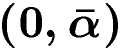 (0, ᾱ)